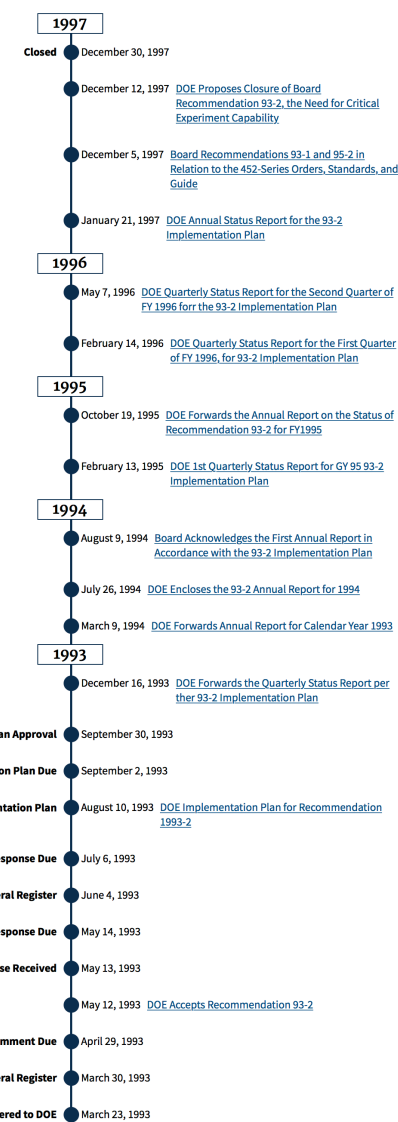 1997
Closed December 30, 1997
December 12, 1997 DOE Proposes Closure of Board
Recommendation 93-2, the Need for Critical
Experiment Capability
December 5, 1997 Board Recommendations 93-1 and 95-2 in
Relation to the 452-Series Orders, Standards, and
Guide
January 21, 1997 DOE Annual Status Report for the 93-2
Implementation Plan
1996
May 7, 1996 DOE Quarterly Status Report for the Second Quarter of
FY 1996 forr the 93-2 Implementation Plan
February 14, 1996 DOE Quarterly Status Report for the First Quarter
of FY 1996, for 93-2 Implementation Plan
1995
October 19, 1995 DOE Forwards the Annual Report on the Status of
Recommendation 93-2 for FY1995
February 13, 1995 DOE 1st Quarterly Status Report for GY 95 93-2
Implementation Plan
1994
August 9, 1994 Board Acknowledges the First Annual Report in
Accordance with the 93-2 Implementation Plan
July 26, 1994 DOE Encloses the 93-2 Annual Report for 1994
March 9, 1994 DOE Forwards Annual Report for Calendar Year 1993
1993
December 16, 1993 DOE Forwards the Quarterly Status Report per
ther 93-2 Implementation Plan
an Approval September 30, 1993
on Plan Due September 2, 1993
ntation Plan August 10, 1993 DOE Implementation Plan for Recommendation
1993-2
esponse Due July 6, 1993
eral Register June 4, 1993
esponse Due May 14, 1993
se Received May 13, 1993
May 12, 1993 DOE Accepts Recommendation 93-2
mment Due April 29, 1993
eral Register March 30, 1993
ered to DOE March 23, 1993